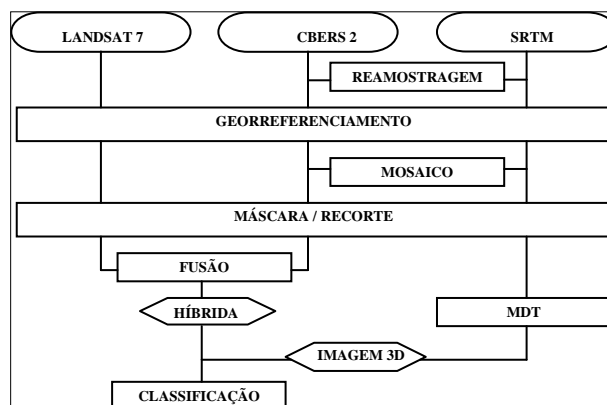 LANDSAT 7
CBERS 2
SRTM
REAMOSTRAGEM
GEORREFERENCIAMENTO
MOSAICO
MÁSCARA / RECORTE
FUSÃO
HÍBRIDA
MDT
IMAGEM 3D
CLASSIFICAÇÃO